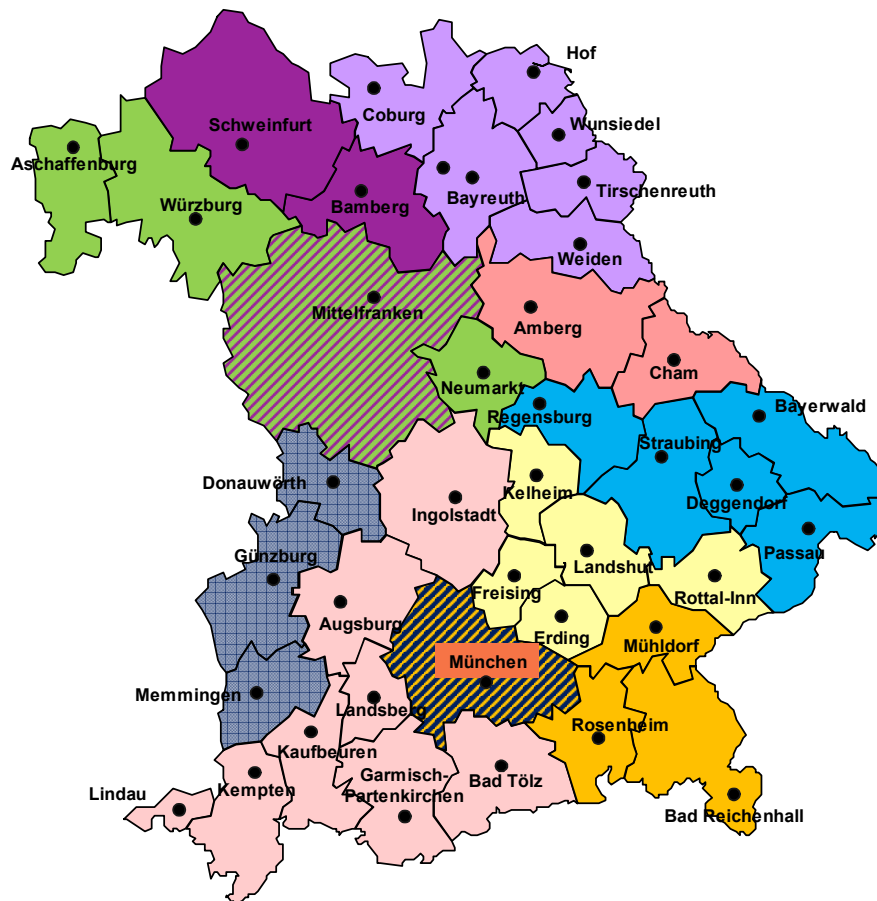 Hof
Coburg
Schweinfurt
Wunsiedel
Aschaffenburg
Bayreuth
Tirschenreuth
Würzburg
Bamberg
Weiden
Mittelfranken
Amberg
Cham
Neumarkt
Bayerwald
Regensburg
Straubing
Donauwörth
Kelheim
Deggendorf
Ingolstadt
Günzburg
Passau
Landshut
Freising
Rottal-Inn
Augsburg
Erding
Mühldorf
München
Memmingen
Landsberg
Rosenheim
Kaufbeuren
Garmisch-
Partenkirchen
Bad Tölz
Lindau
Kempten
Bad Reichenhall